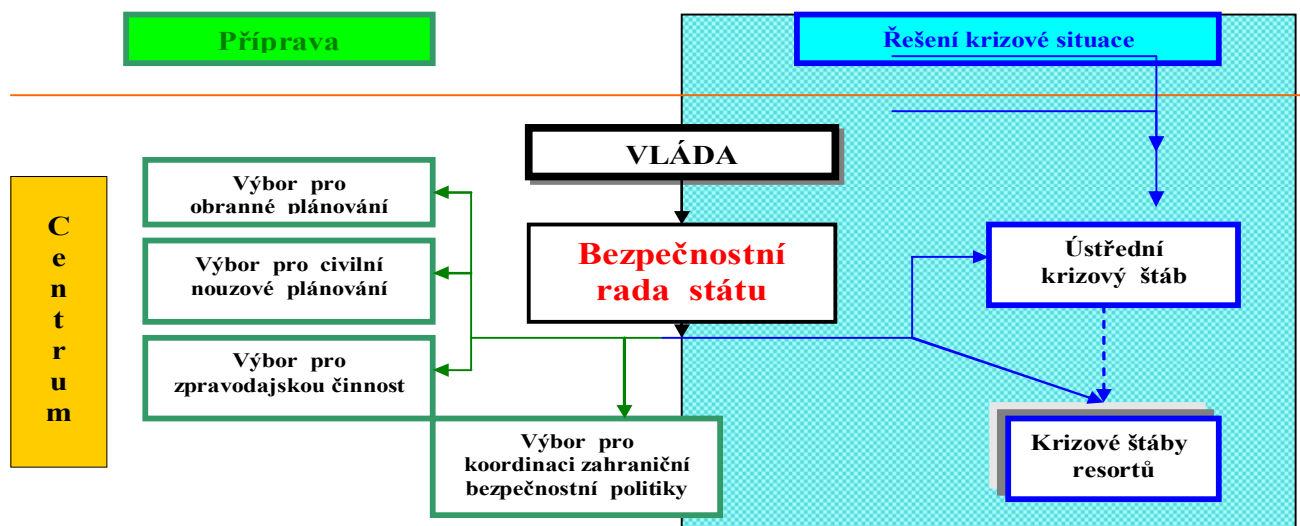 Příprava
Řešení krizové situace
VLÁDA
Výbor pro
obranné plánování
Centrum
Bezpečnostní
rada státu
Ústřední
krizový štáb
Výbor pro civilní
nouzové plánování
Výbor pro
zpravodajskou činnost
Výbor pro
koordinaci zahraniční
bezpečnostní politiky
Krizové štáby
resortů